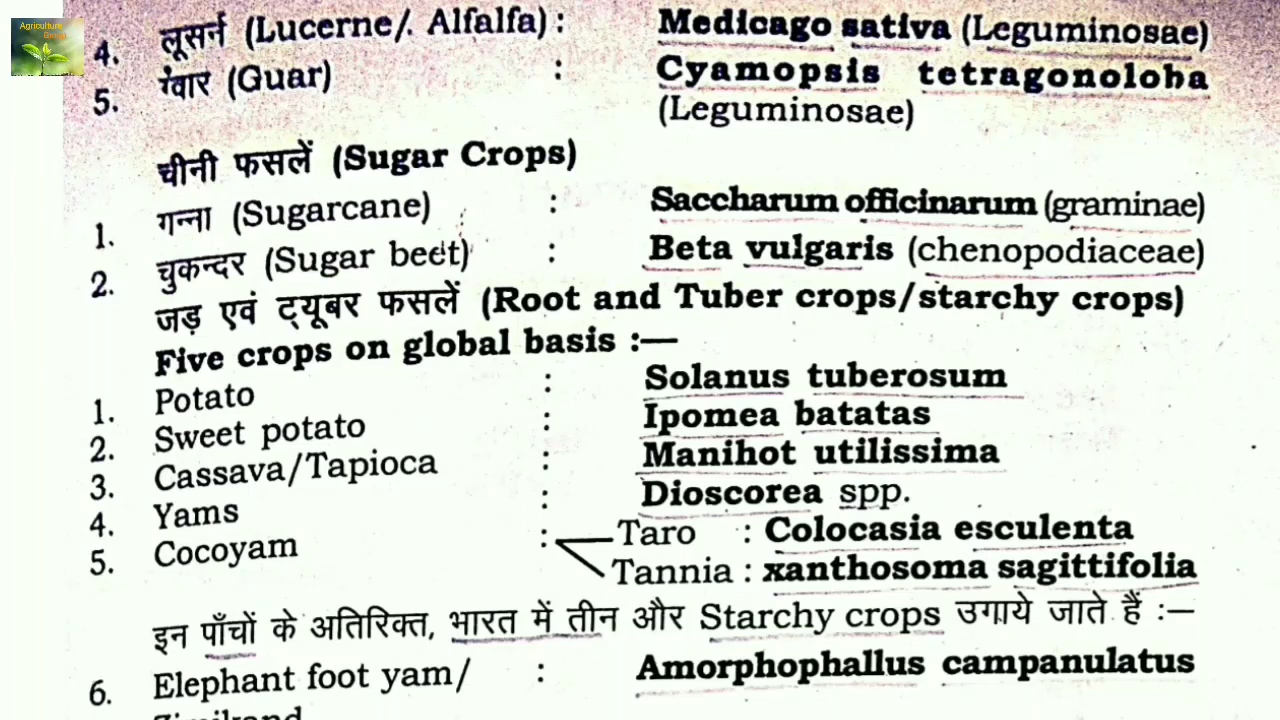 Agriculture
4. लूसर्न (Lucerne/. Alfalfa) : Medicago sativa (Leguminosae)
5. ग्वार (Guar) : Cyamopsis tetragonoloba
(Leguminosae)
चीनी फसलें (Sugar Crops)
1. गन्ना (Sugarcane) : Saccharum officinarum (graminae)
2. चुकन्दर (Sugar beet) : Beta vulgaris (chenopodiaceae)
जड़ एवं ट्यूबर फसलें (Root and Tuber crops/starchy crops)
Five crops on global basis :—
1. Potato : Solanus tuberosum
2. Sweet potato : Ipomea batatas
3. Cassava/Tapioca : Manihot utilissima
4. Yams : Dioscorea spp.
5. Cocoyam : Taro : Colocasia esculenta
Tannia : xanthosoma sagittifolia
इन पाँचों के अतिरिक्त, भारत में तीन और Starchy crops उगाये जाते हैं :—
6. Elephant foot yam/ : Amorphophallus campanulatus